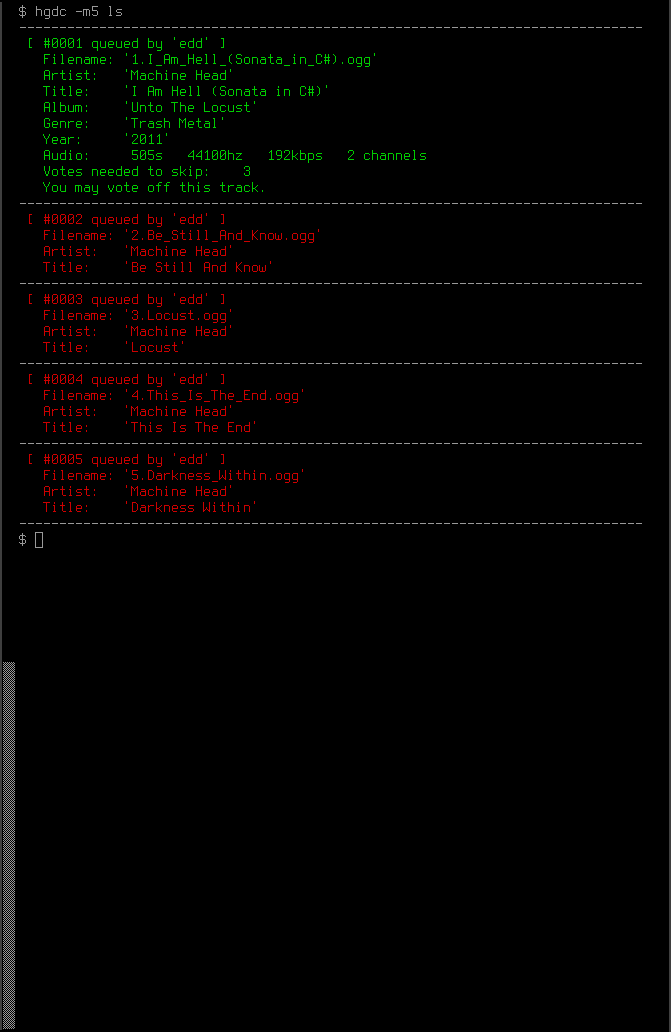 $ hgdc -m5 ls
------------------------------------------------------------------------------
[ #0001 queued by 'edd' ]
Filename: '1.I_Am_Hell_(Sonata_in_C#).ogg'
Artist: 'Machine Head'
Title: 'I Am Hell (Sonata in C#)'
Album: 'Unto The Locust'
Genre: 'Trash Metal'
Year: '2011'
Audio: 505s 44100hz 192kbps 2 channels
Votes needed to skip: 3
You may vote off this track.
------------------------------------------------------------------------------
[ #0002 queued by 'edd' ]
Filename: '2.Be_Still_And_Know.ogg'
Artist: 'Machine Head'
Title: 'Be Still And Know'
------------------------------------------------------------------------------
[ #0003 queued by 'edd' ]
Filename: '3.Locust.ogg'
Artist: 'Machine Head'
Title: 'Locust'
------------------------------------------------------------------------------
[ #0004 queued by 'edd' ]
Filename: '4.This_Is_The_End.ogg'
Artist: 'Machine Head'
Title: 'This Is The End'
------------------------------------------------------------------------------
[ #0005 queued by 'edd' ]
Filename: '5.Darkness_Within.ogg'
Artist: 'Machine Head'
Title: 'Darkness Within'
------------------------------------------------------------------------------
$